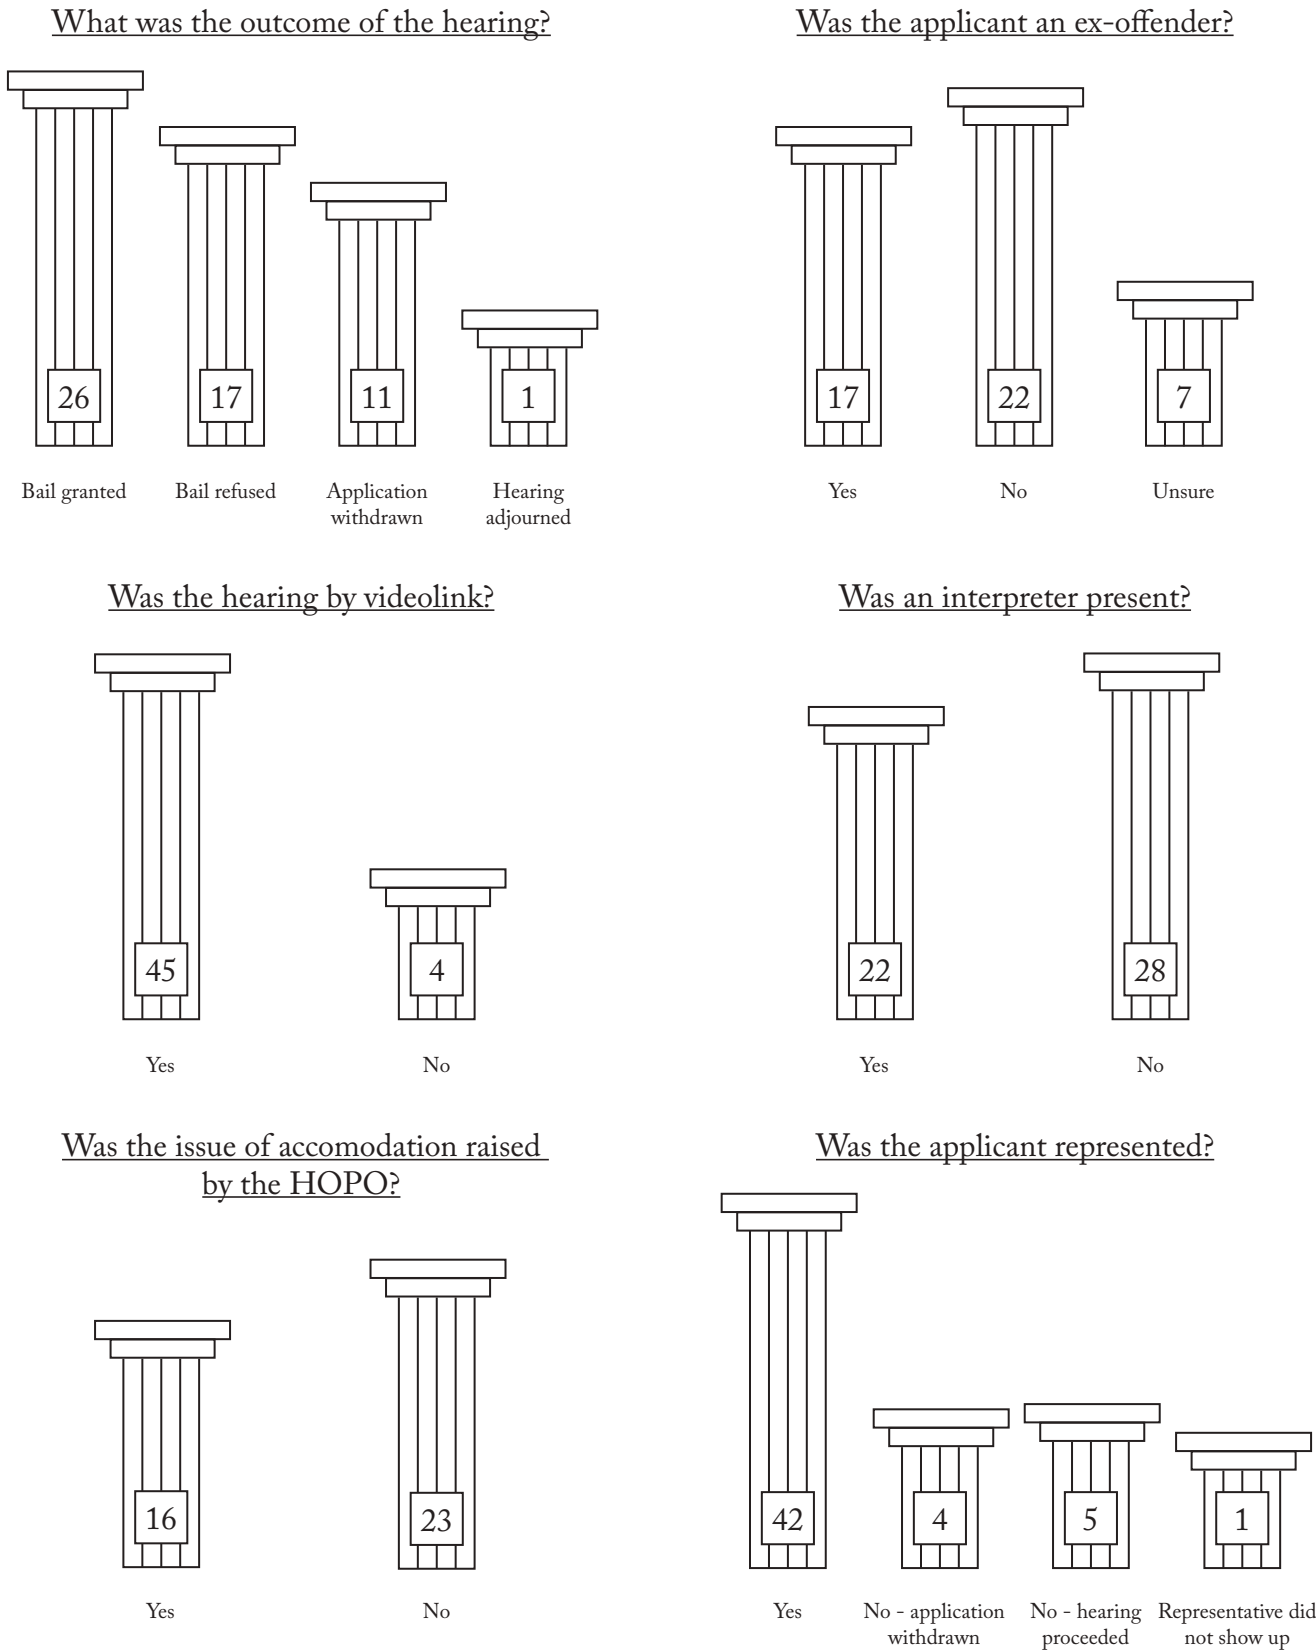 What was the outcome of the hearing?
26
17
11
1
Bail granted
Bail refused
Application
withdrawn
Hearing
adjourned
Was the applicant an ex-offender?
17
22
7
Yes
No
Unsure
Was the hearing by videolink?
45
4
Yes
No
Was an interpreter present?
22
28
Yes
No
Was the issue of accomodation raised
by the HOPO?
16
23
Yes
No
Was the applicant represented?
42
4
5
1
Yes
No - application
withdrawn
No - hearing
proceeded
Representative did
not show up